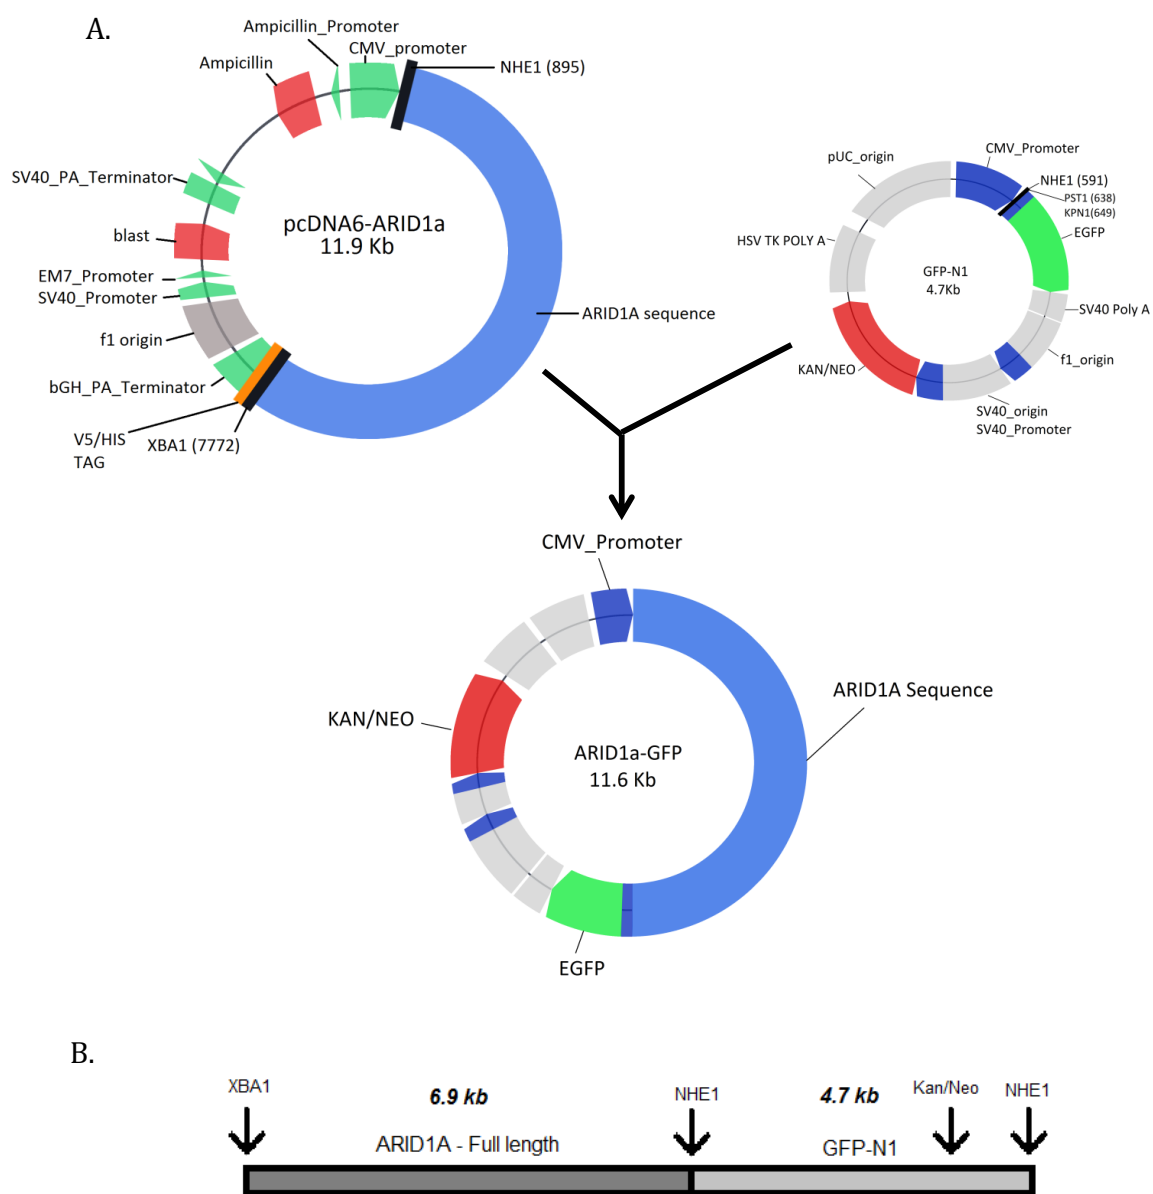 A.
Ampicillin_Promoter
CMV_promoter
Ampicillin
NHE1 (895)
SV40_PA_Terminator
blast
EM7_Promoter
SV40_Promoter
f1 origin
bGH_PA_Terminator
V5/HIS
TAG
XBA1 (7772)
pcDNA6-ARID1a
11.9 Kb
ARID1A sequence
pUC_origin
CMV_Promoter
NHE1 (591)
PST1 (638)
KPN1(649)
EGFP
HSV TK POLY A
GFP-N1
4.7Kb
SV40 Poly A
f1_origin
KAN/NEO
SV40_origin
SV40_Promoter
CMV_Promoter
ARID1A Sequence
KAN/NEO
ARID1a-GFP
11.6 Kb
EGFP
B.
XBA1
6.9 kb
NHE1
4.7 kb
Kan/Neo
NHE1
ARID1A - Full length
GFP-N1